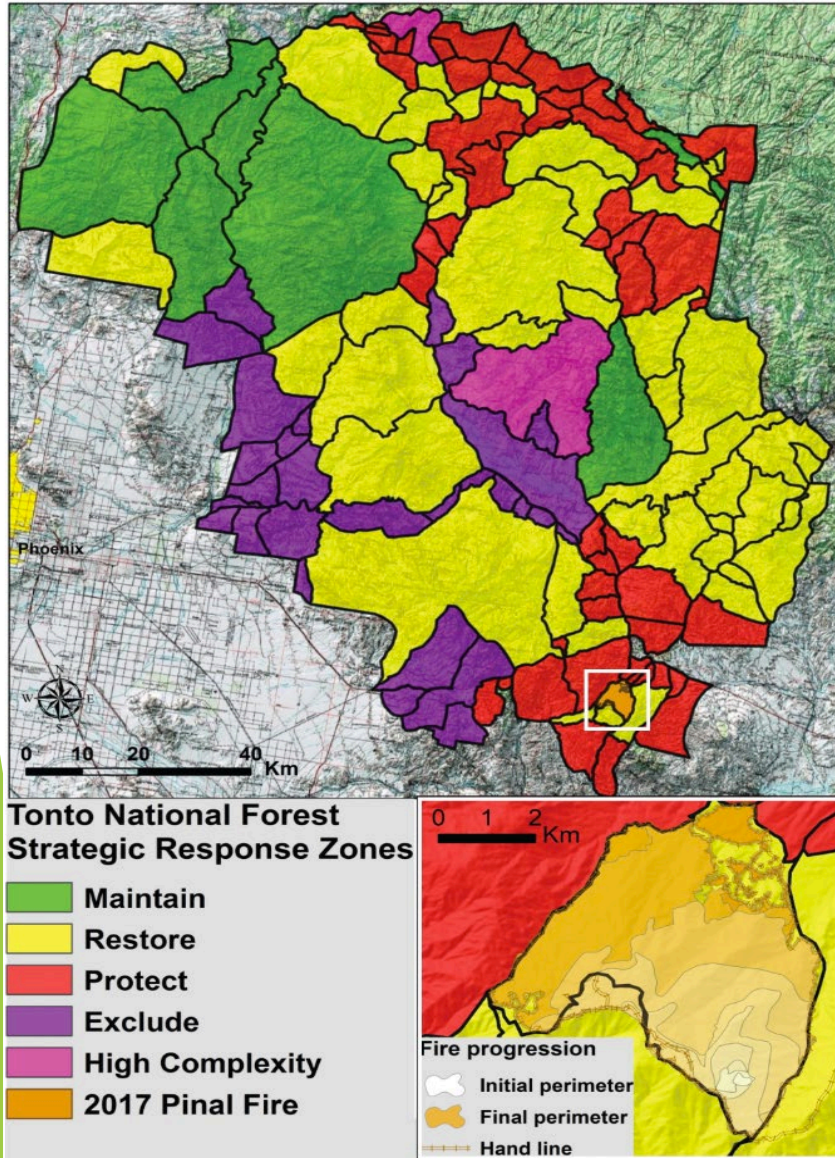 Phoenix
N
W E
S
0 10 20 40
Km
Tonto National Forest
Strategic Response Zones
Maintain
Restore
Protect
Exclude
High Complexity
2017 Pinal Fire
0 1 2
Km
Fire progression
Initial perimeter
Final perimeter
Hand line